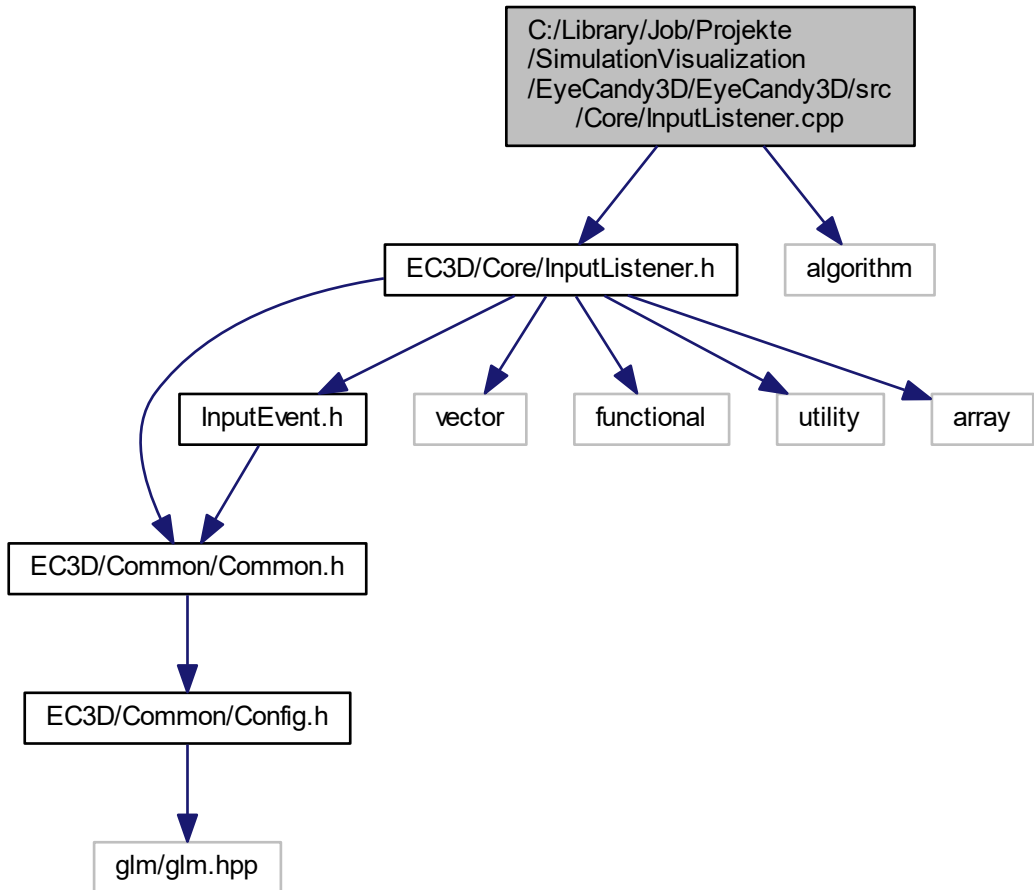 C:/Library/Job/Projekte
/SimulationVisualization
/EyeCandy3D/EyeCandy3D/src
/Core/InputListener.cpp
EC3D/Core/InputListener.h
algorithm
InputEvent.h
vector
functional
utility
array
EC3D/Common/Common.h
EC3D/Common/Config.h
glm/glm.hpp